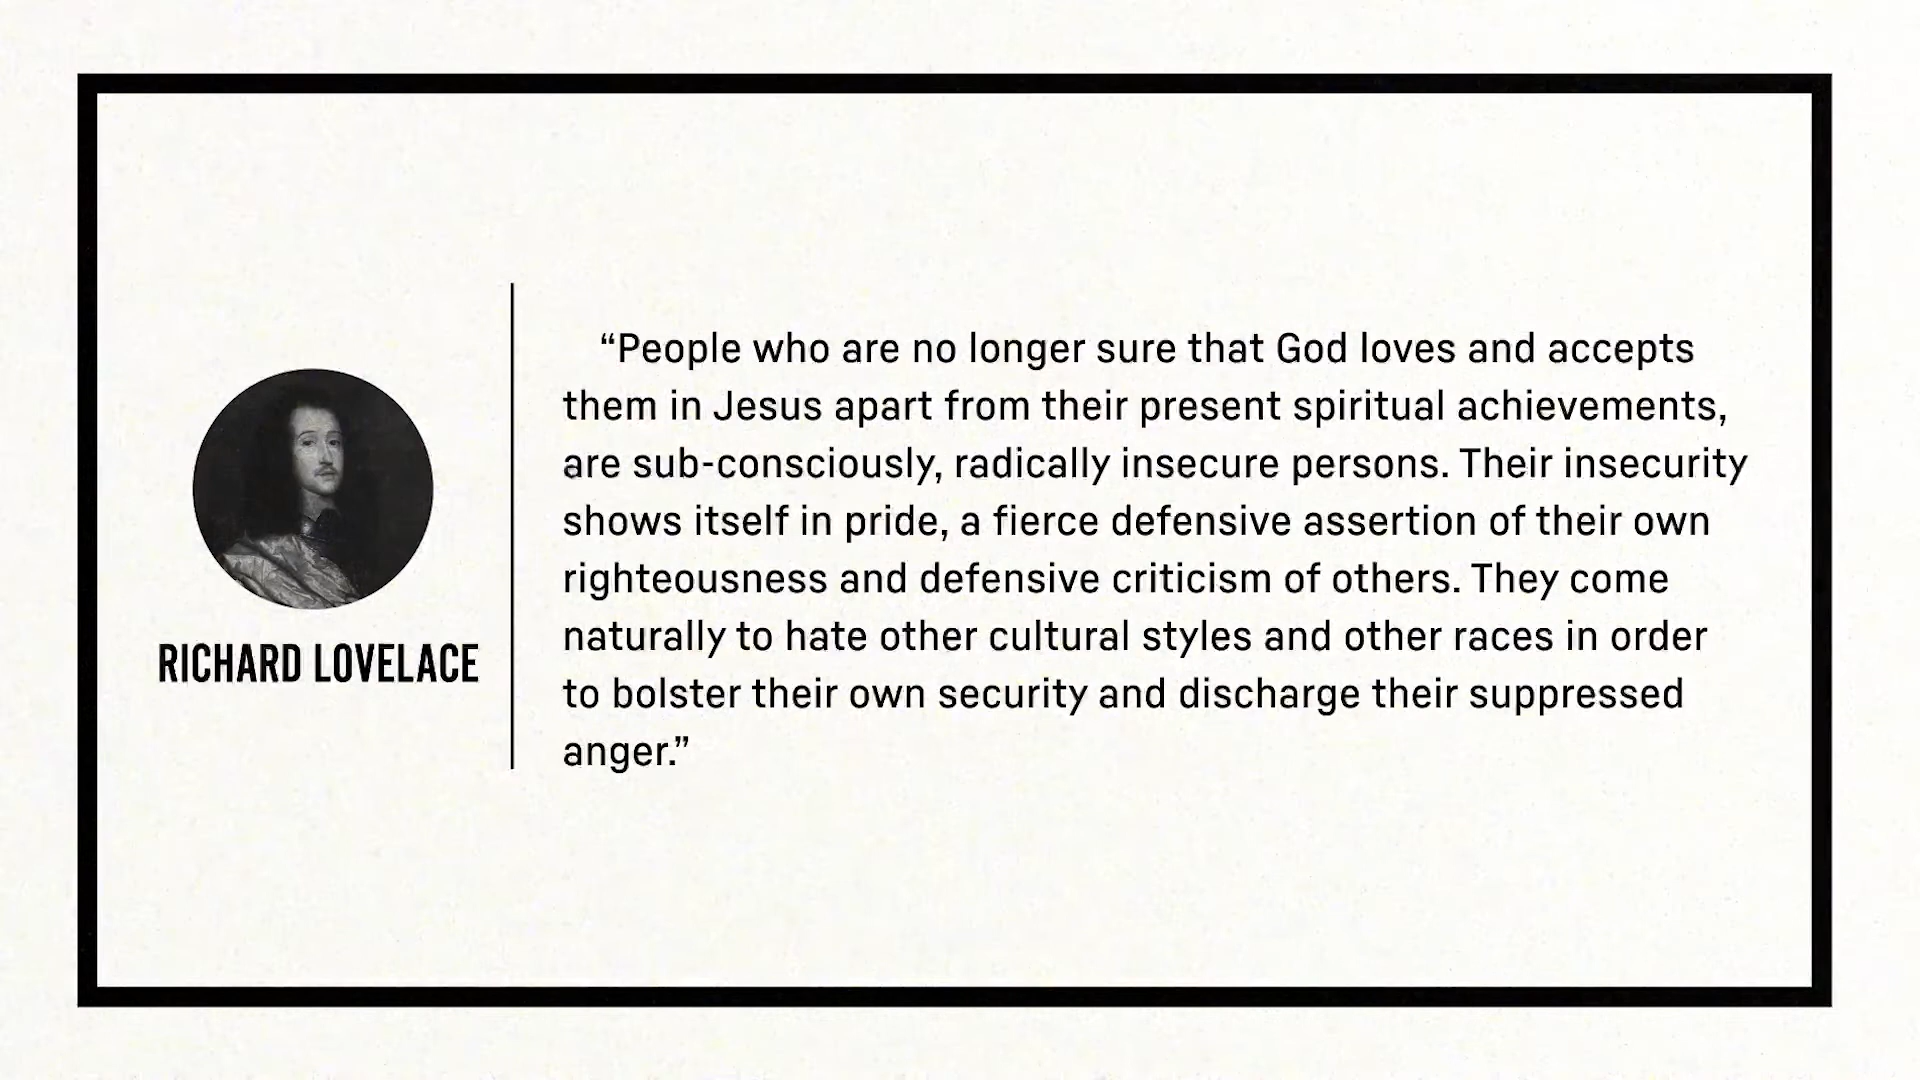 RICHARD LOVELACE
“People who are no longer sure that God loves and accepts
them in Jesus apart from their present spiritual achievements,
are sub-consciously, radically insecure persons. Their insecurity
shows itself in pride, a fierce defensive assertion of their own
righteousness and defensive criticism of others. They come
naturally to hate other cultural styles and other races in order
to bolster their own security and discharge their suppressed
anger.”